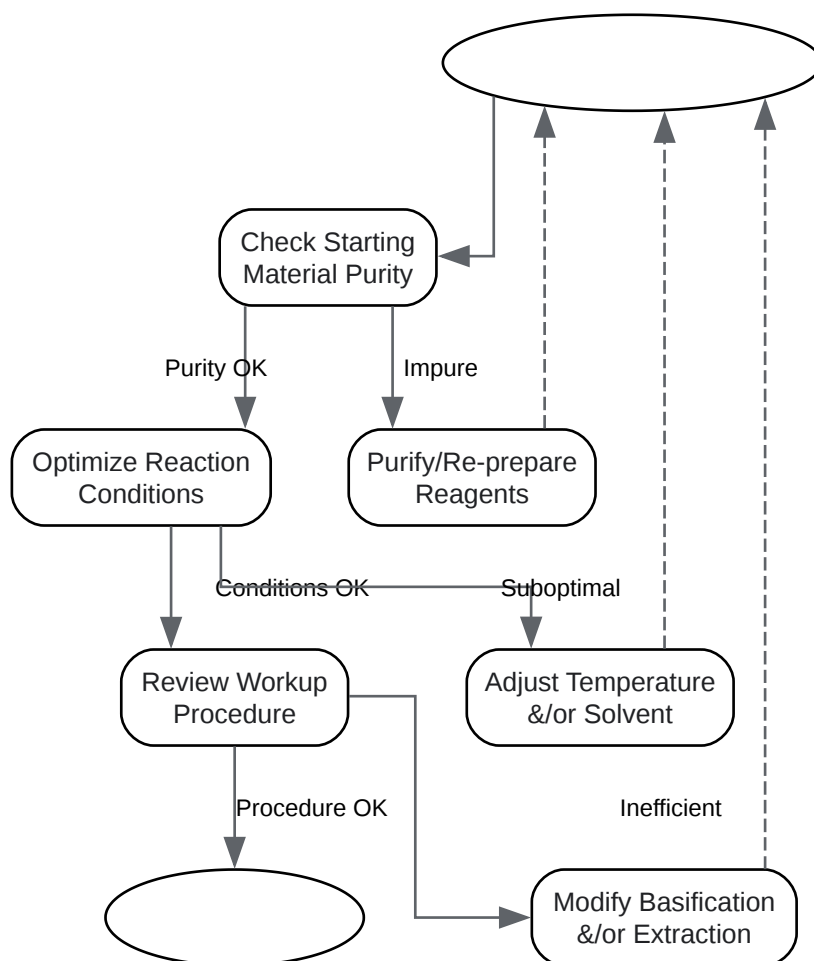 Check Starting
Material Purity
Purity OK
Impure
Optimize Reaction
Conditions
Purify/Re-prepare
Reagents
Conditions OK
Suboptimal
Review Workup
Procedure
Adjust Temperature
&/or Solvent
Procedure OK
Inefficient
Modify Basification
&/or Extraction